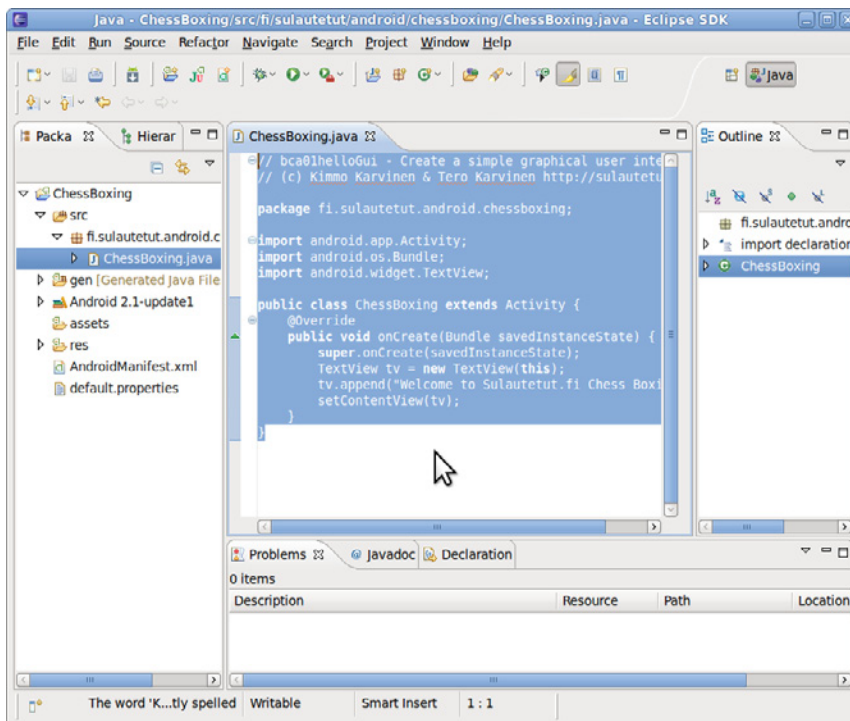 Java - ChessBoxing/src/fi/sulautetut/android/chessboxing/ChessBoxing.java - Eclipse SDK
File Edit Run Source Refactor Navigate Search Project Window Help
Java
Packa
Hierar
ChessBoxing.java
Outline
ChessBoxing
src
fi.sulautetut.android.c
ChessBoxing.java
gen [Generated Java File
Android 2.1-update1
assets
res
AndroidManifest.xml
default.properties
// bca01helloGui - Create a simple graphical user inte
// (c) Kimmo Karvinen & Tero Karvinen http://sulautetu
package fi.sulautetut.android.chessboxing;
import android.app.Activity;
import android.os.Bundle;
import android.widget.TextView;
public class ChessBoxing extends Activity {
@Override
public void onCreate(Bundle savedInstanceState) {
super.onCreate(savedInstanceState);
TextView tv = new TextView(this);
tv.append("Welcome to Sulautetut.fi Chess Boxi
setContentView(tv);
}
}
fi.sulautetut.andro
import declaration
ChessBoxing
Problems
@ Javadoc
Declaration
0 items
Description Resource Path Location
The word 'K...tly spelled Writable Smart Insert 1 : 1